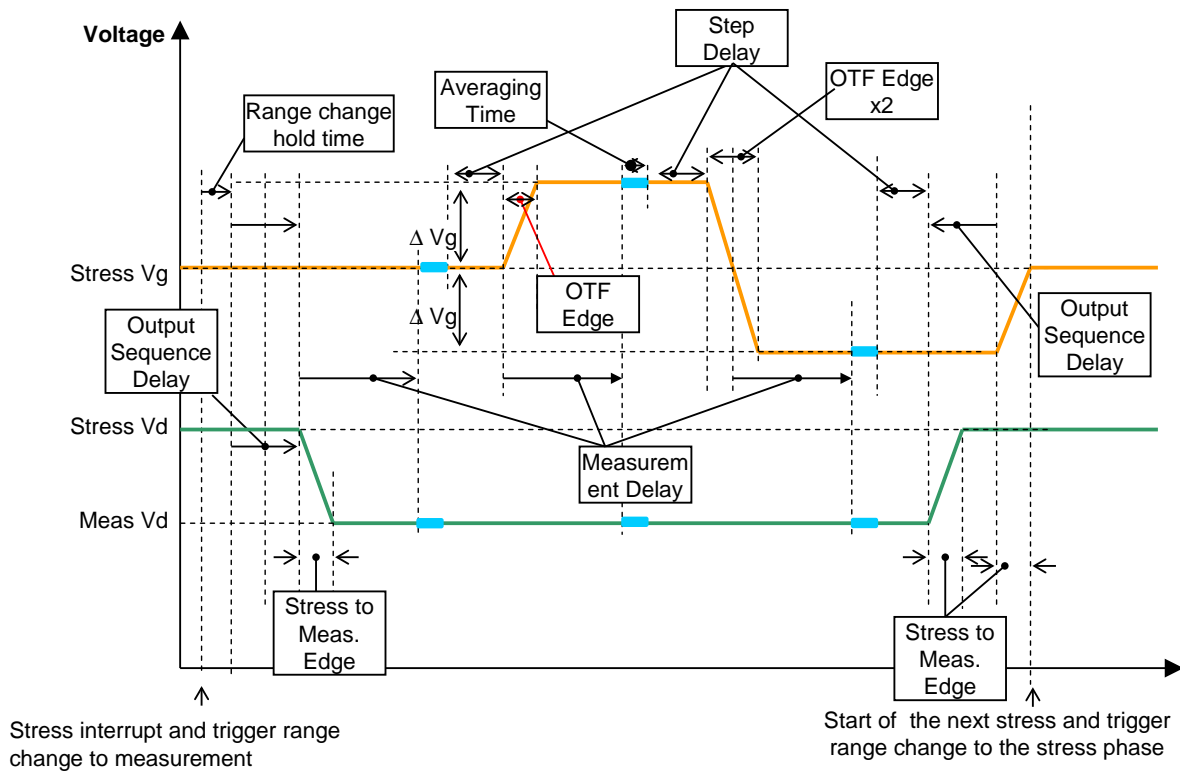 Voltage
Step
Delay
OTF Edge
x2
Averaging
Time
Range change
hold time
Δ Vg
Stress Vg
OTF
Edge
Δ Vg
Output
Sequence
Delay
Output
Sequence
Delay
Stress Vd
Measurem
ent Delay
Meas Vd
Stress to
Meas.
Edge
Stress to
Meas.
Edge
Stress interrupt and trigger range
change to measurement
Start of the next stress and trigger
range change to the stress phase